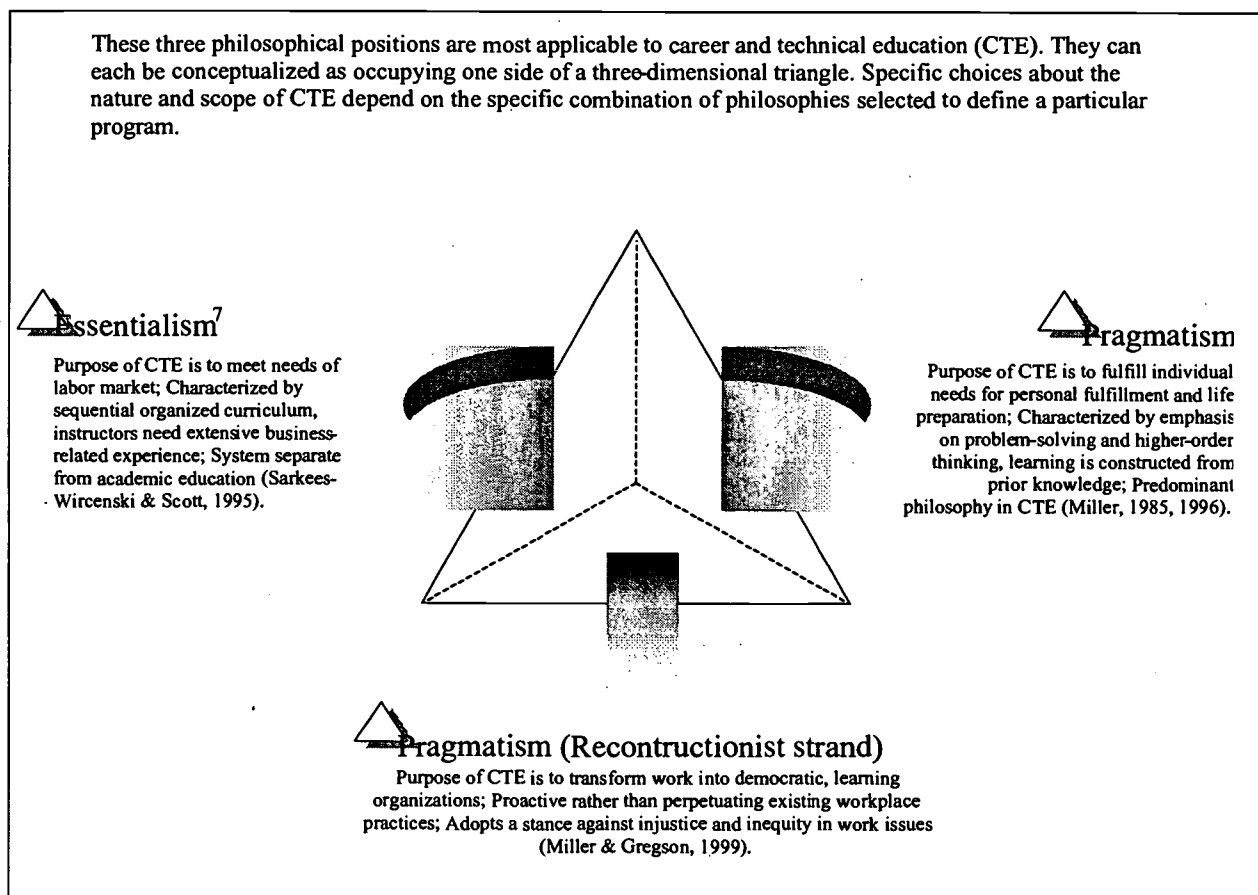 These three philosophical positions are most applicable to career and technical education (CTE). They can
each be conceptualized as occupying one side of a three-dimensional triangle. Specific choices about the
nature and scope of CTE depend on the specific combination of philosophies selected to define a particular
program.
Essentialism7
Purpose of CTE is to meet needs of
labor market; Characterized by
sequential organized curriculum,
instructors need extensive business-
related experience; System separate
from academic education (Sarkees-
Wircenski & Scott, 1995).
Pragmatism
Purpose of CTE is to fulfill individual
needs for personal fulfillment and life
preparation; Characterized by emphasis
on problem-solving and higher-order
thinking, learning is constructed from
prior knowledge; Predominant
philosophy in CTE (Miller, 1985, 1996).
Pragmatism (Recontructionist strand)
Purpose of CTE is to transform work into democratic, learning
organizations; Proactive rather than perpetuating existing workplace
practices; Adopts a stance against injustice and inequity in work issues
(Miller & Gregson, 1999).